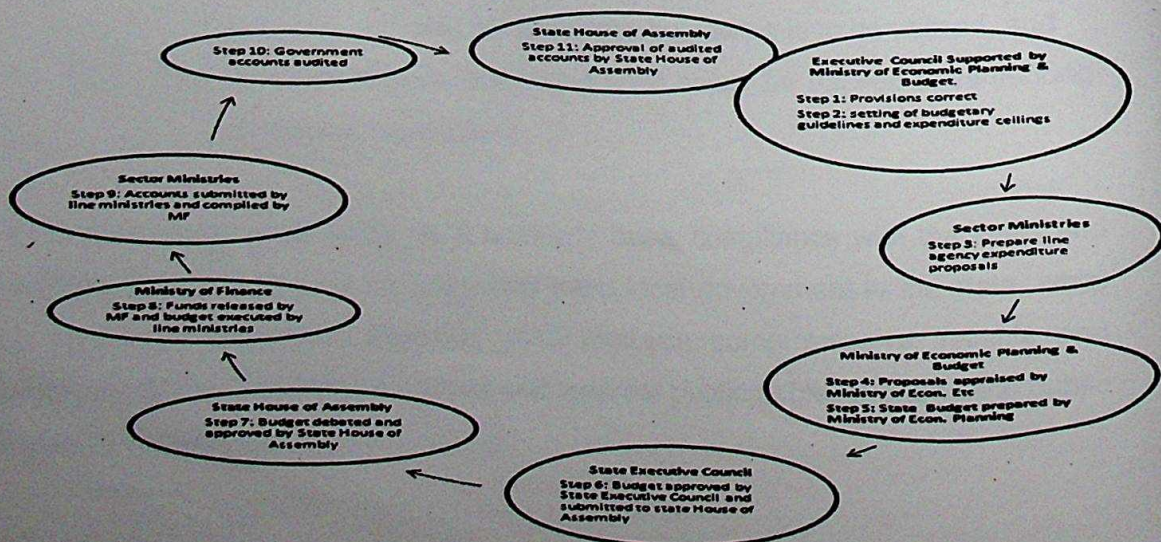 Executive Council Supported by
Ministry of Economic Planning &
Budget.
Step 1: Provisions correct
Step 2: setting of budgetary
guidelines and expenditure ceilings
Sector Ministries
Step 3: Prepare line
agency expenditure
proposals
Ministry of Economic Planning &
Budget
Step 4: Proposals appraised by
Ministry of Econ. Etc
Step 5: State Budget prepared by
Ministry of Econ. Planning
State Executive Council
Step 6: Budget approved by
State Executive Council and
submitted to state House of
Assembly
State House of Assembly
Step 7: Budget debated and
approved by State House of
Assembly
Ministry of Finance
Step 8: Funds released by
MF and budget executed by
line ministries
Sector Ministries
Step 9: Accounts submitted by
line ministries and compiled by
MF
Step 10: Government
accounts audited
State House of Assembly
Step 11: Approval of audited
accounts by State House of
Assembly